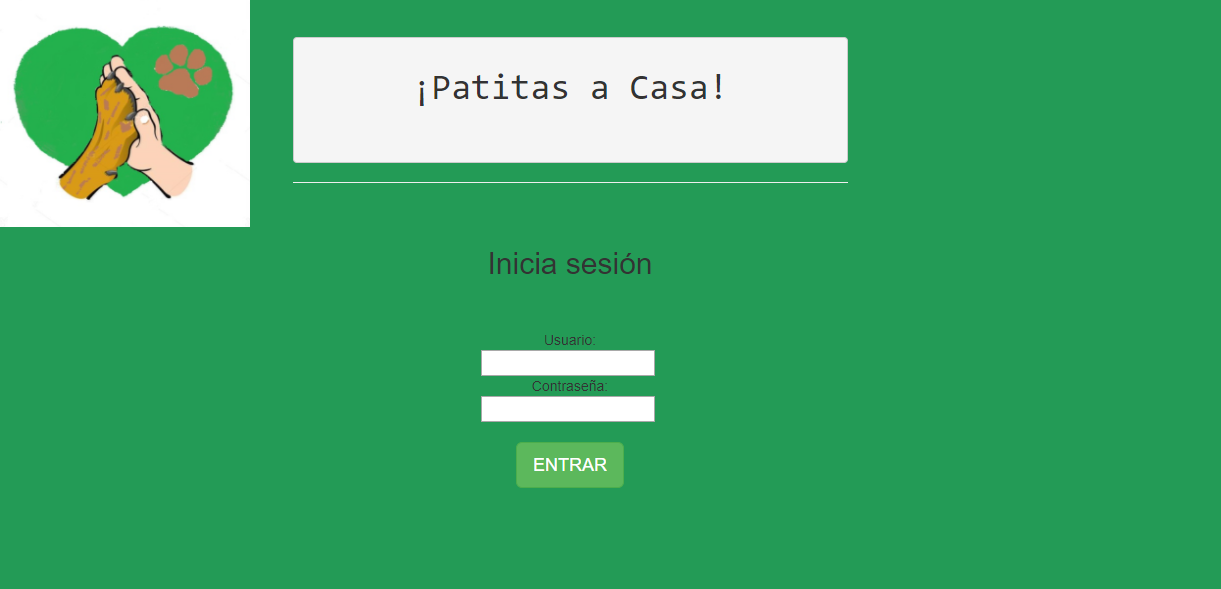 ¡Patitas a Casa!
Inicia sesión
Usuario:
Contraseña:
ENTRAR